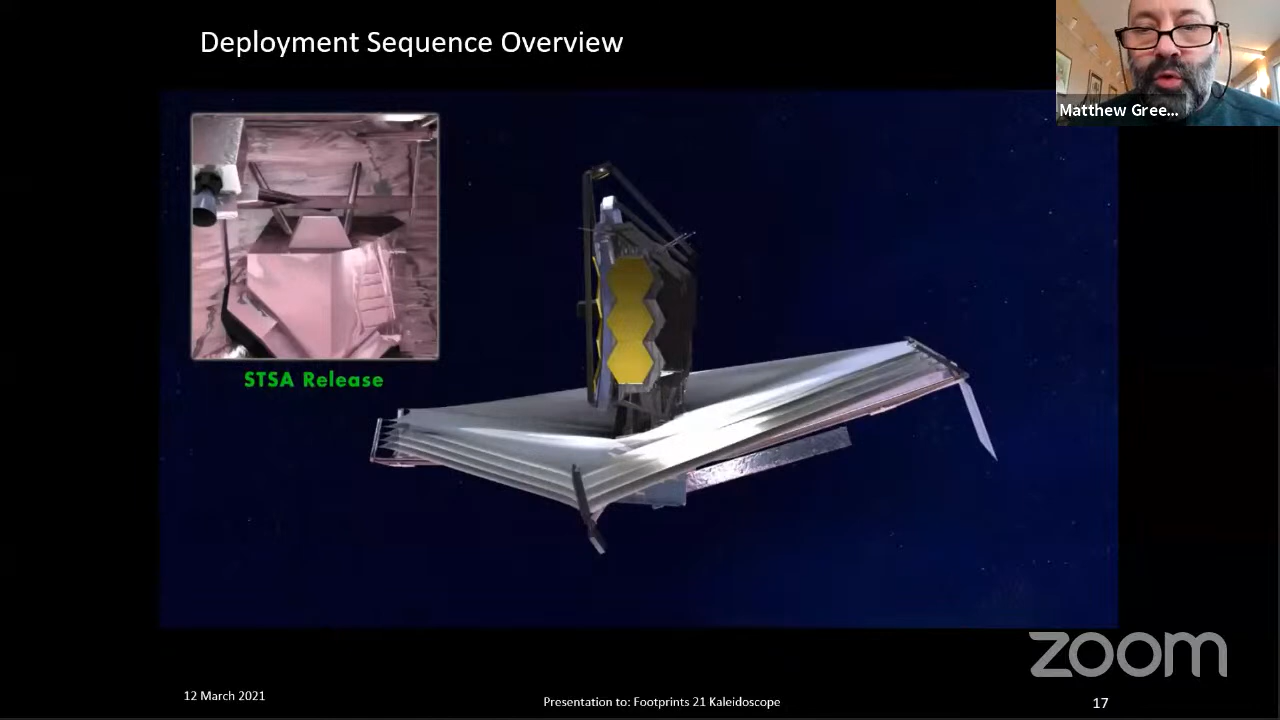 Deployment Sequence Overview
Matthew Gree...
STSA Release
zoom
12 March 2021
Presentation to: Footprints 21 Kaleidoscope
17